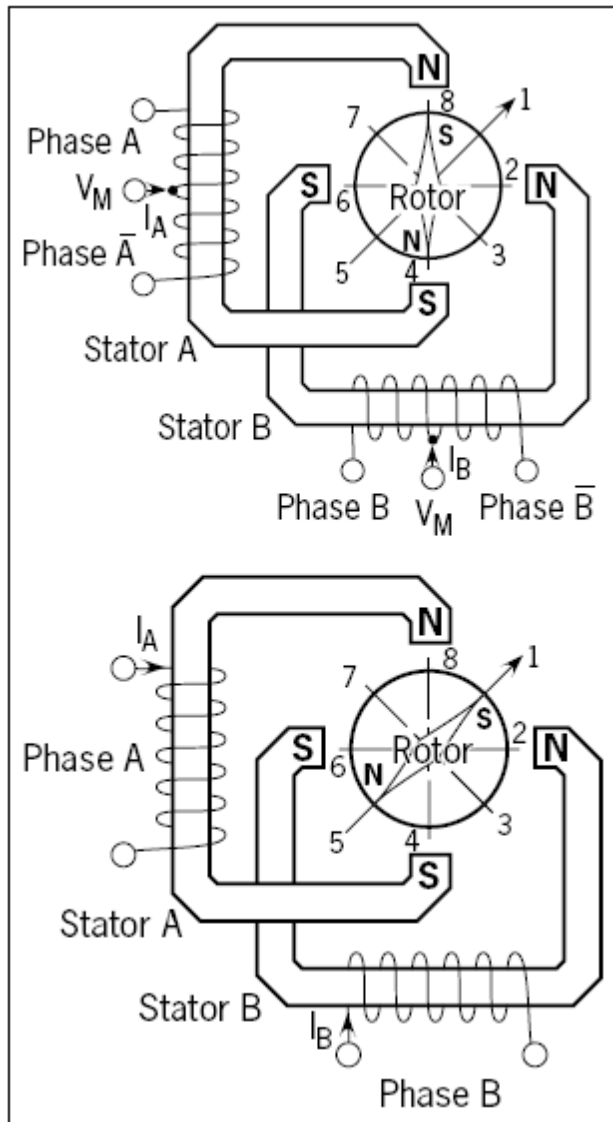 N
8
1
7
S
Phase A
2
V_M
S
Rotor
N
I_A
6
N
3
Phase A̅
5
4
S
Stator A
Stator B
I_B
Phase B
V_M
Phase B̅
N
I_A
8
1
7
S
2
Phase A
S
Rotor
N
6
N
3
5
4
S
Stator A
Stator B
I_B
Phase B